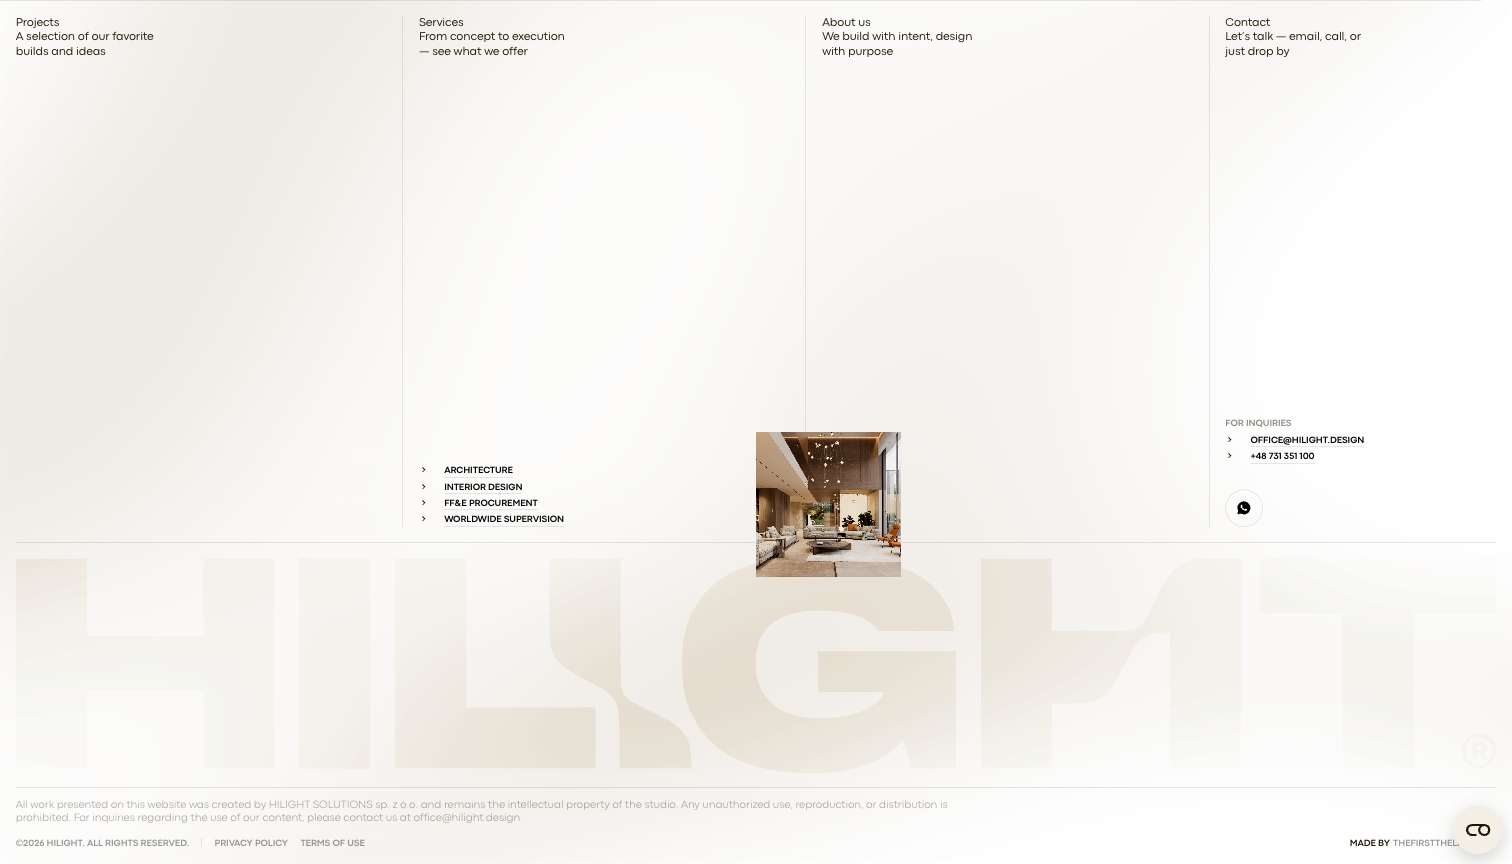 Projects
A selection of our favorite
builds and ideas
Services
From concept to execution
— see what we offer
About us
We build with intent, design
with purpose
Contact
Let's talk — email, call, or
just drop by
ARCHITECTURE
INTERIOR DESIGN
FF&E PROCUREMENT
WORLDWIDE SUPERVISION
FOR INQUIRIES
OFFICE@HILIGHT.DESIGN
+48 731 351 100
HILIGHT®
All work presented on this website was created by HILIGHT SOLUTIONS sp. z o.o. and remains the intellectual property of the studio. Any unauthorized use, reproduction, or distribution is
prohibited. For inquiries regarding the use of our content, please contact us at office@hilight.design
©2026 HILIGHT. ALL RIGHTS RESERVED.
PRIVACY POLICY
TERMS OF USE
MADE BY